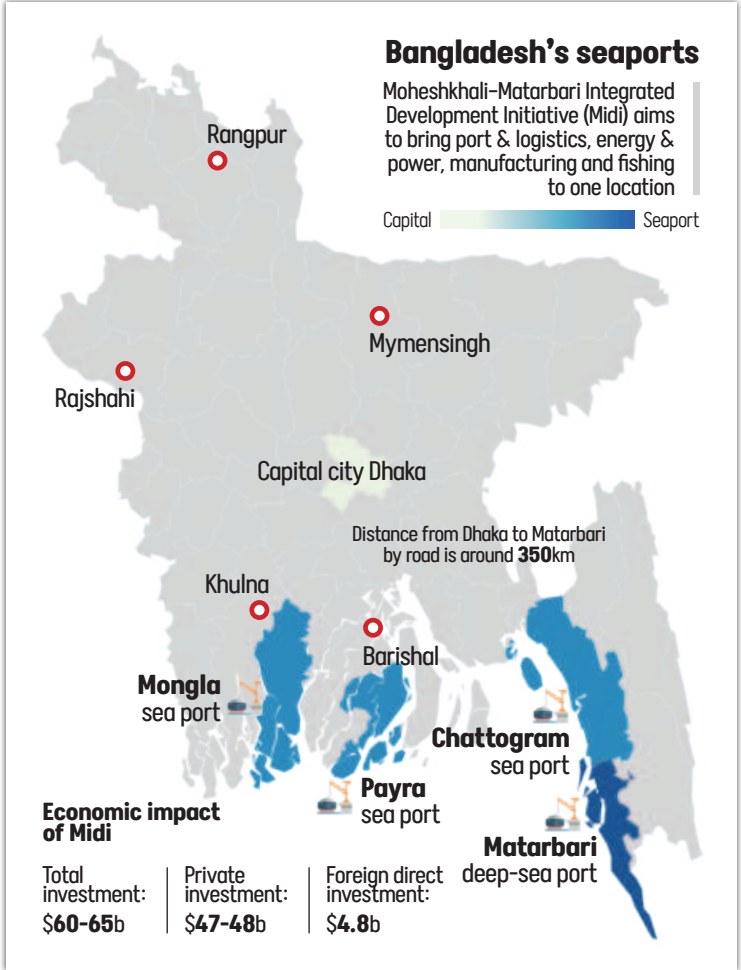 Bangladesh's seaports
Moheshkhali-Matarbari Integrated
Development Initiative (Midi) aims
to bring port & logistics, energy &
power, manufacturing and fishing
to one location
Capital
Seaport
Rangpur
Mymensingh
Rajshahi
Capital city Dhaka
Distance from Dhaka to Matarbari
by road is around 350km
Khulna
Barishal
Mongla
sea port
Chattogram
sea port
Payra
sea port
Matarbari
deep-sea port
Economic impact
of Midi
Total
investment:
$60-65b
Private
investment:
$47-48b
Foreign direct
investment:
$4.8b